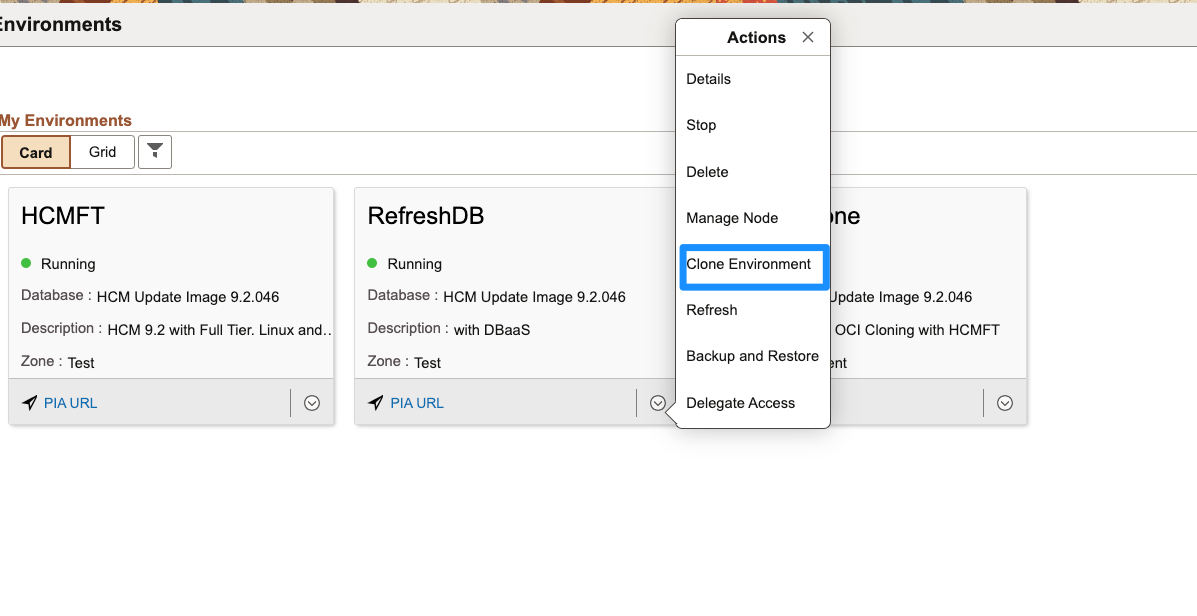 Environments
My Environments
Card
Grid
HCMFT
Running
Database : HCM Update Image 9.2.046
Description : HCM 9.2 with Full Tier. Linux and…
Zone : Test
PIA URL
RefreshDB
Running
Database : HCM Update Image 9.2.046
Description : with DBaaS
Zone : Test
PIA URL
Actions
Details
Stop
Delete
Manage Node
Clone Environment
Refresh
Backup and Restore
Delegate Access
one
Update Image 9.2.046
OCI Cloning with HCMFT